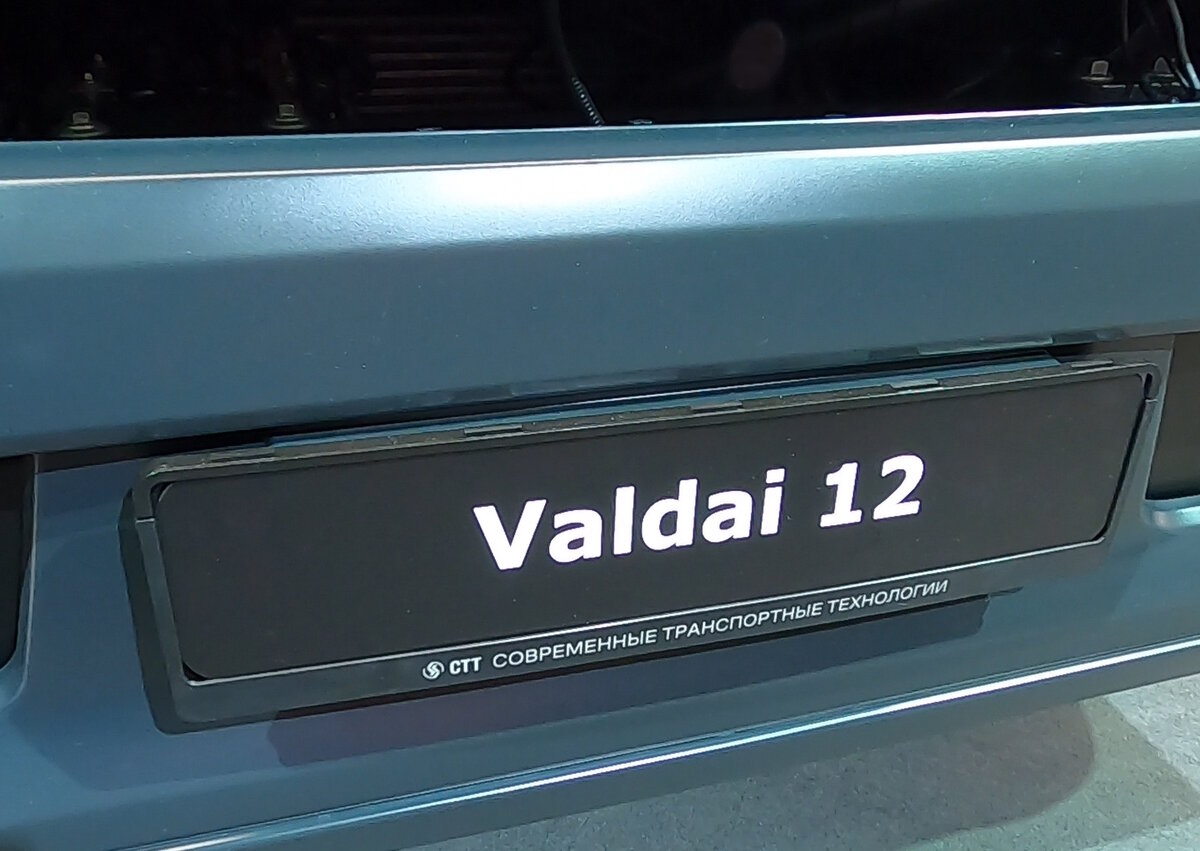 Valdai 12
СТТ СОВРЕМЕННЫЕ ТРАНСПОРТНЫЕ ТЕХНОЛОГИИ